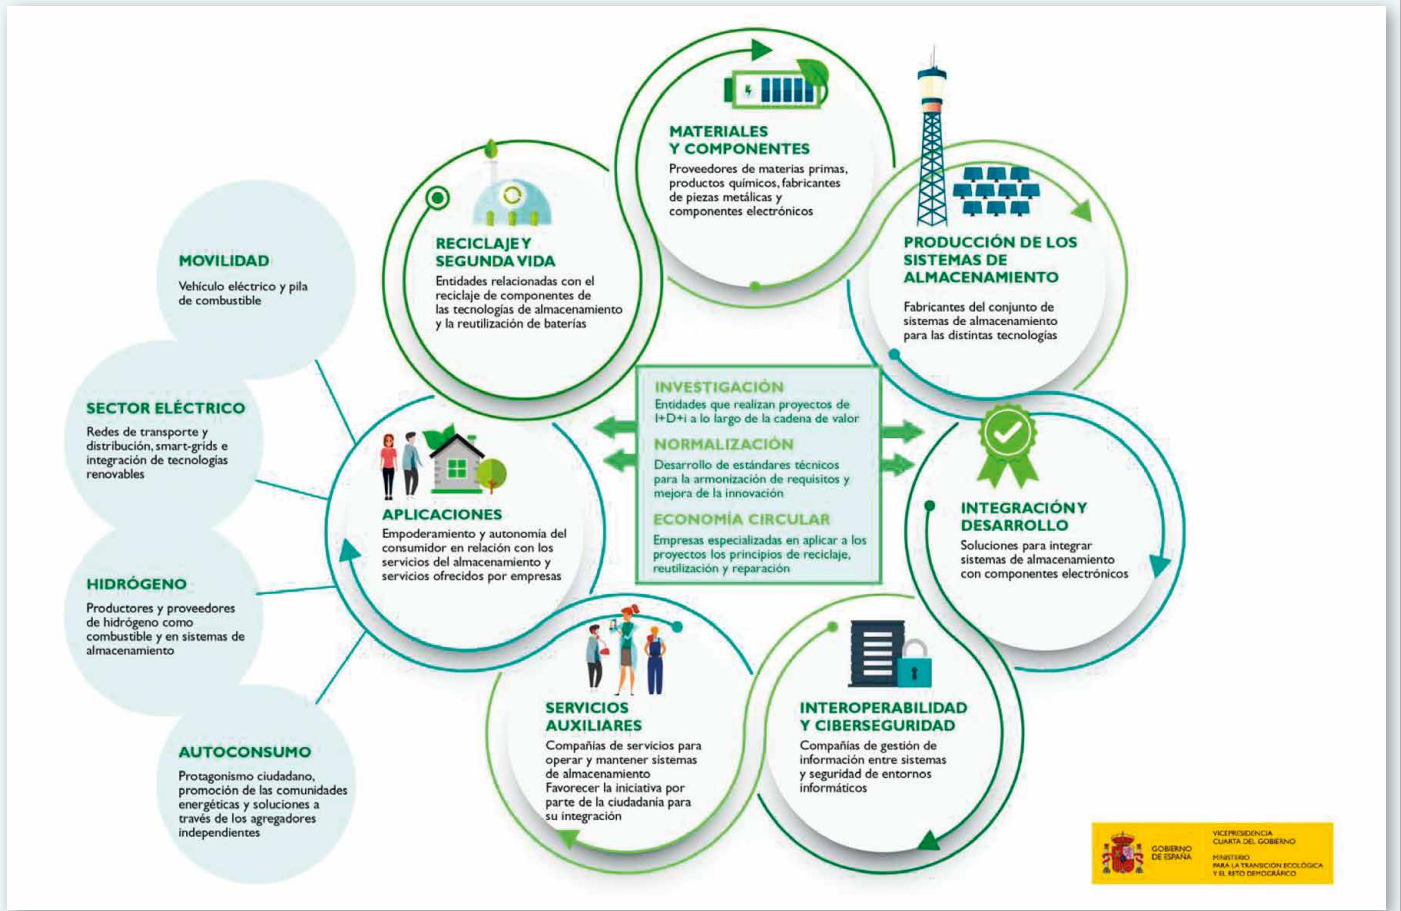 MATERIALES
Y COMPONENTES
Proveedores de materias primas,
productos químicos, fabricantes
de piezas metálicas y
componentes electrónicos
PRODUCCIÓN DE LOS
SISTEMAS DE
ALMACENAMIENTO
Fabricantes del conjunto de
sistemas de almacenamiento
para las distintas tecnologías
RECICLAJE Y
SEGUNDA VIDA
Entidades relacionadas con el
reciclaje de componentes de
las tecnologías de almacenamiento
y la reutilización de baterías
MOVILIDAD
Vehículo eléctrico y pila
de combustible
SECTOR ELÉCTRICO
Redes de transporte y
distribución, smart-grids e
integración de tecnologías
renovables
HIDRÓGENO
Productores y proveedores
de hidrógeno como
combustible y en sistemas de
almacenamiento
AUTOCONSUMO
Protagonismo ciudadano,
promoción de las comunidades
energéticas y soluciones a
través de los agregadores
independientes
APLICACIONES
Empoderamiento y autonomía del
consumidor en relación con los
servicios del almacenamiento y
servicios ofrecidos por empresas
INVESTIGACIÓN
Entidades que realizan proyectos de
I+D+i a lo largo de la cadena de valor
NORMALIZACIÓN
Desarrollo de estándares técnicos
para la armonización de requisitos y
mejora de la innovación
ECONOMÍA CIRCULAR
Empresas especializadas en aplicar a los
proyectos los principios de reciclaje,
reutilización y reparación
INTEGRACIÓN Y
DESARROLLO
Soluciones para integrar
sistemas de almacenamiento
con componentes electrónicos
SERVICIOS
AUXILIARES
Compañías de servicios para
operar y mantener sistemas
de almacenamiento
Favorecer la iniciativa por
parte de la ciudadanía para
su integración
INTEROPERABILIDAD
Y CIBERSEGURIDAD
Compañías de gestión de
información entre sistemas
y seguridad de entornos
informáticos
GOBIERNO
DE ESPAÑA
VICEPRESIDENCIA
CUARTA DEL GOBIERNO
MINISTERIO
PARA LA TRANSICIÓN ECOLÓGICA
Y EL RETO DEMOGRÁFICO